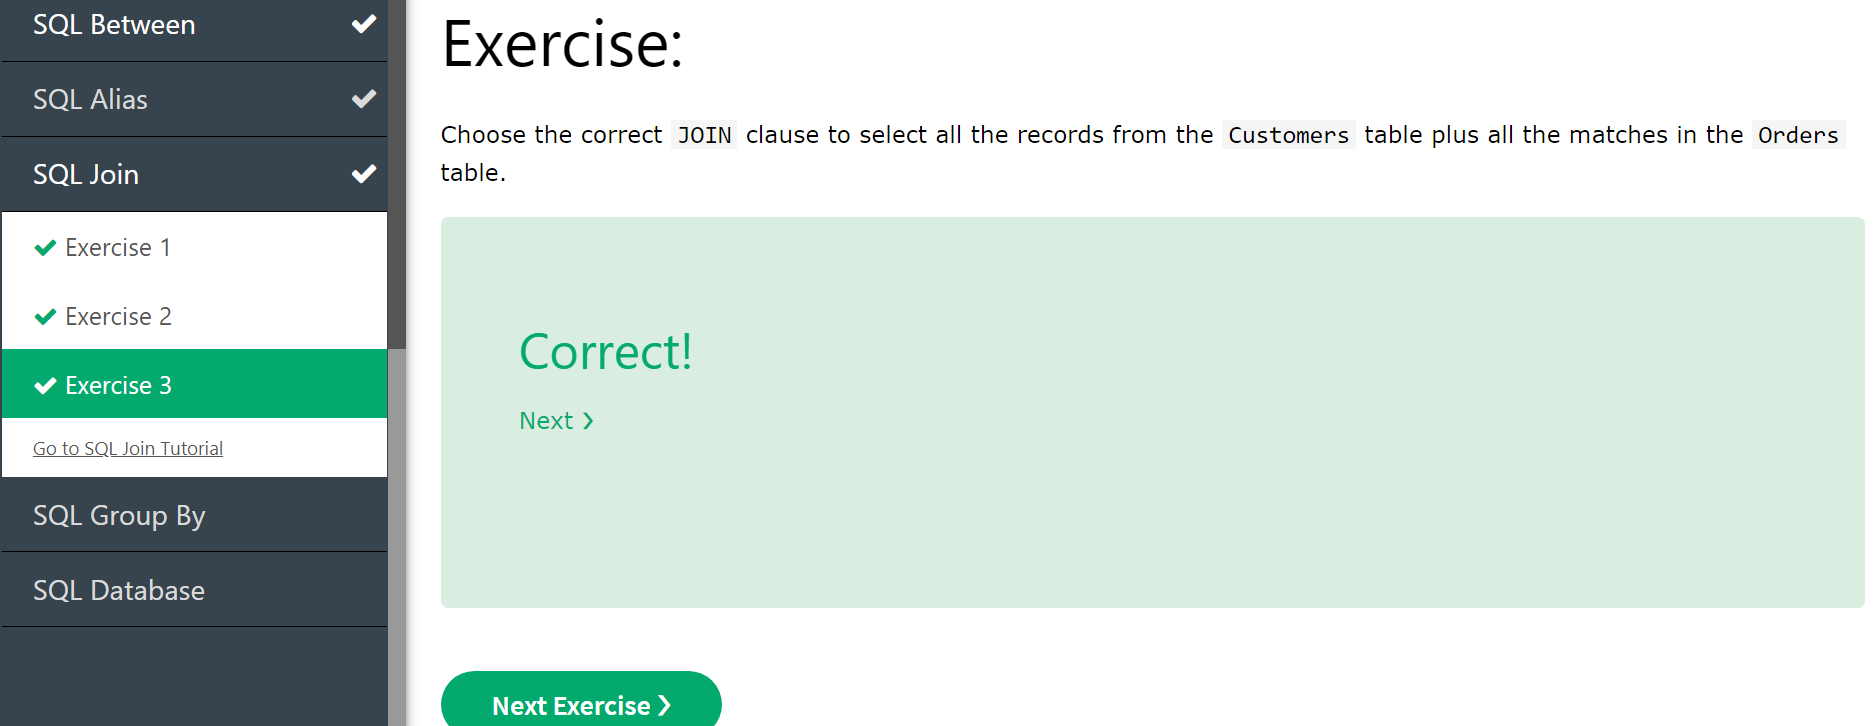 SQL Between
SQL Alias
SQL Join
Exercise 1
Exercise 2
Exercise 3
Go to SQL Join Tutorial
SQL Group By
SQL Database
Exercise:
Choose the correct JOIN clause to select all the records from the Customers table plus all the matches in the Orders
table.
Correct!
Next ❯
Next Exercise ❯